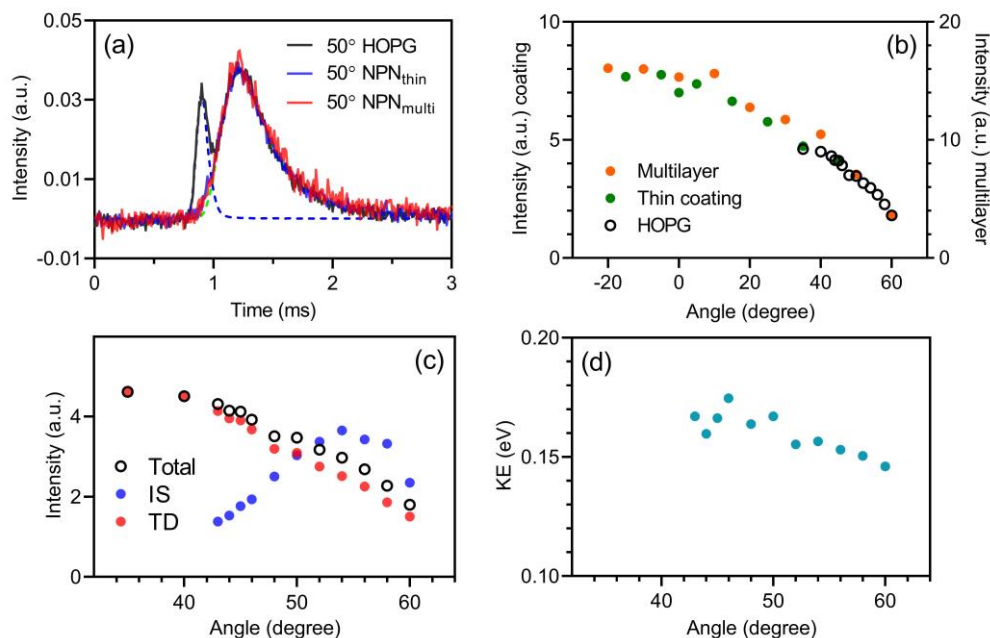 (a)
50° HOPG
50° NPNthin
50° NPNmulti
Intensity (a.u.)
0.05
0.03
0.01
-0.01
0
1
2
3
Time (ms)
(b)
Intensity (a.u.) coating
10
5
0
Multilayer
Thin coating
HOPG
20
10
0
Intensity (a.u.) multilayer
-20
0
20
40
60
Angle (degree)
(c)
Intensity (a.u.)
4
2
0
Total
IS
TD
40
50
60
Angle (degree)
(d)
KE (eV)
0.20
0.15
0.10
40
50
60
Angle (degree)